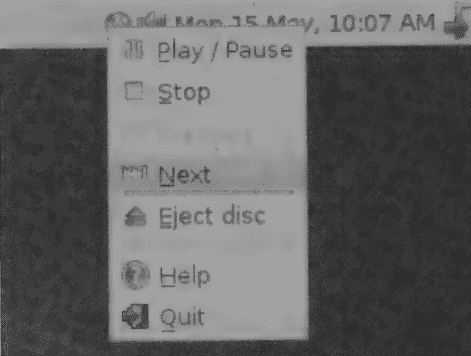 Mon 15 May, 10:07 AM
Play / Pause
Stop
Next
Eject disc
Help
Quit